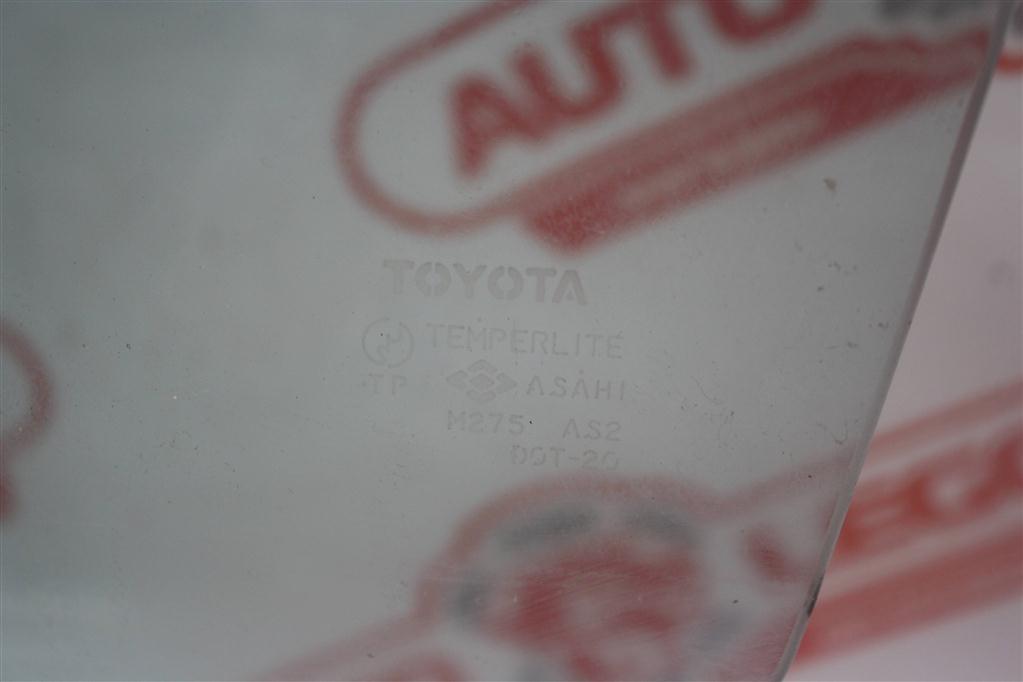 AUTO
TOYOTA
TEMPERLITE
TP ASAHI
M275 AS2
DOT-20